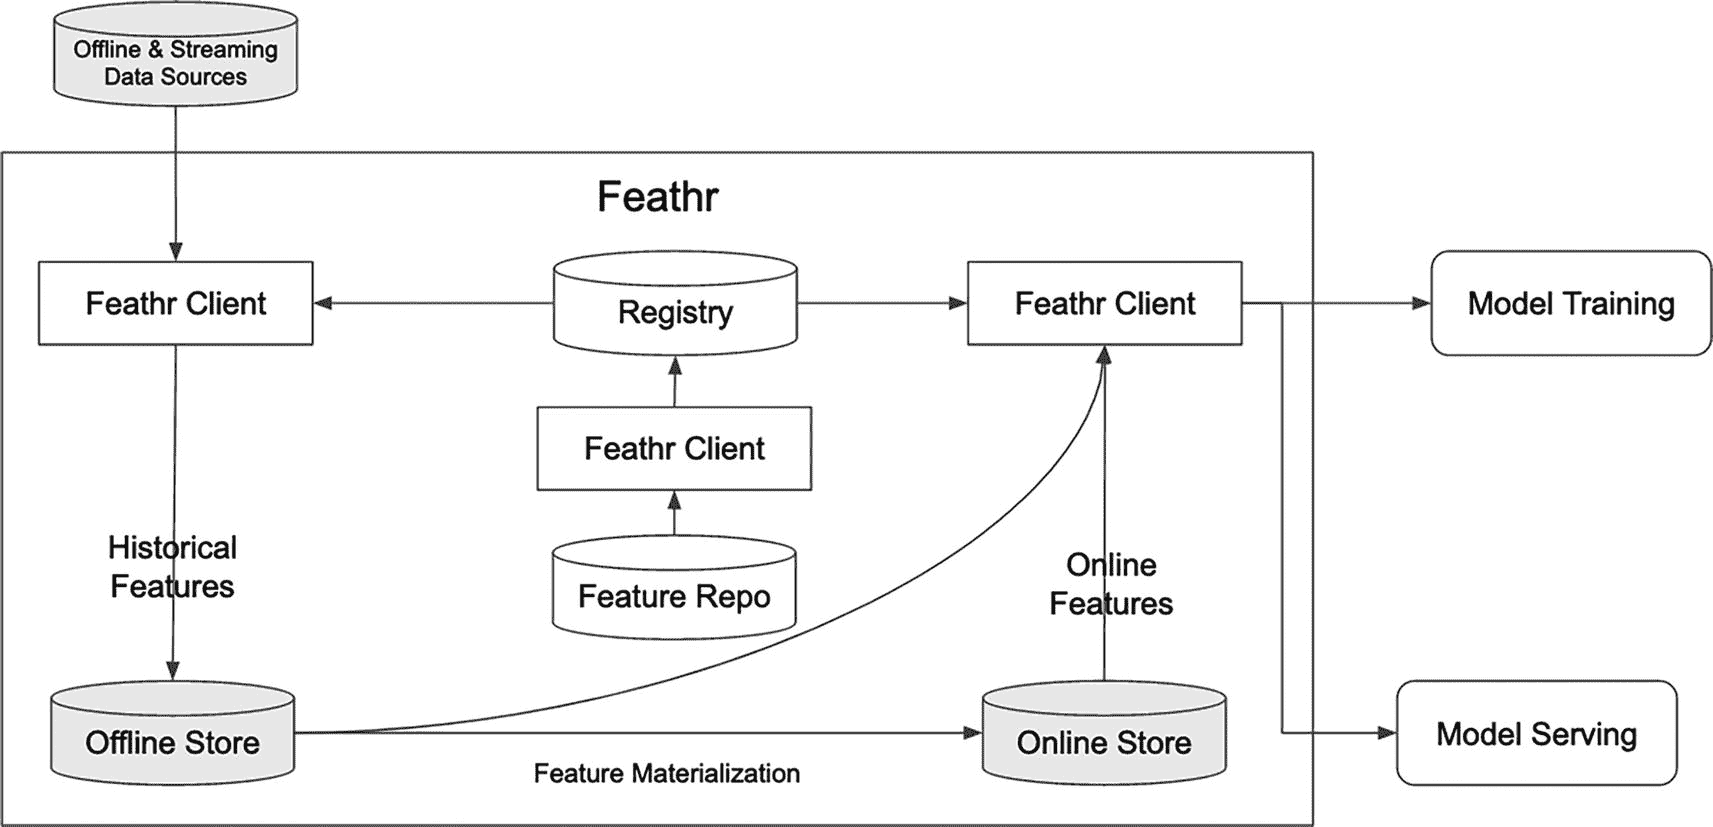 Offline & Streaming
Data Sources
Feathr
Feathr Client
Registry
Feathr Client
Model Training
Feathr Client
Historical
Features
Feature Repo
Online
Features
Offline Store
Online Store
Model Serving
Feature Materialization